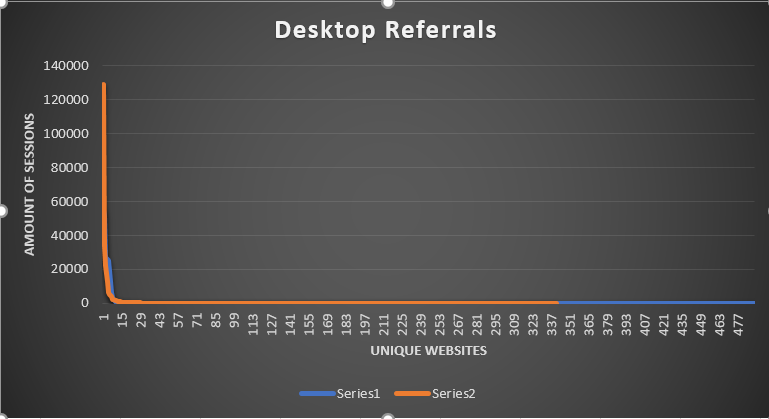 Desktop Referrals
140000
120000
100000
80000
60000
40000
20000
0
AMOUNT OF SESSIONS
1 15 29 43 57 71 85 99 113 127 141 155 169 183 197 211 225 239 253 267 281 295 309 323 337 351 365 379 393 407 421 435 449 463 477
UNIQUE WEBSITES
Series1 Series2